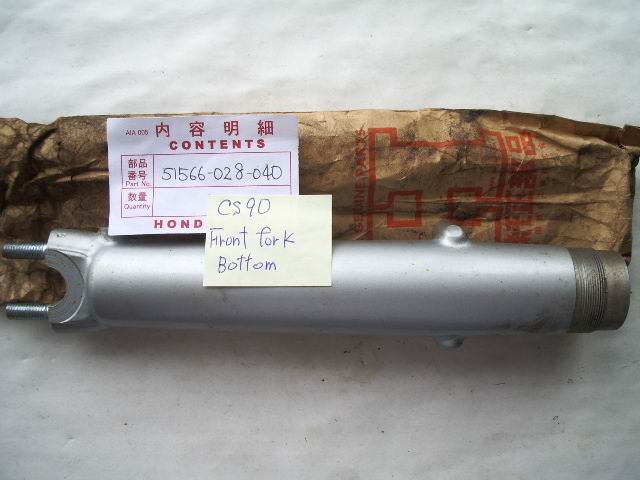 AIA 005 内容明細
CONTENTS
部品
番号
Part No.
51566-028-040
数量
Quantity
HOND
CS90
Front fork
Bottom
GENUINE PARTS